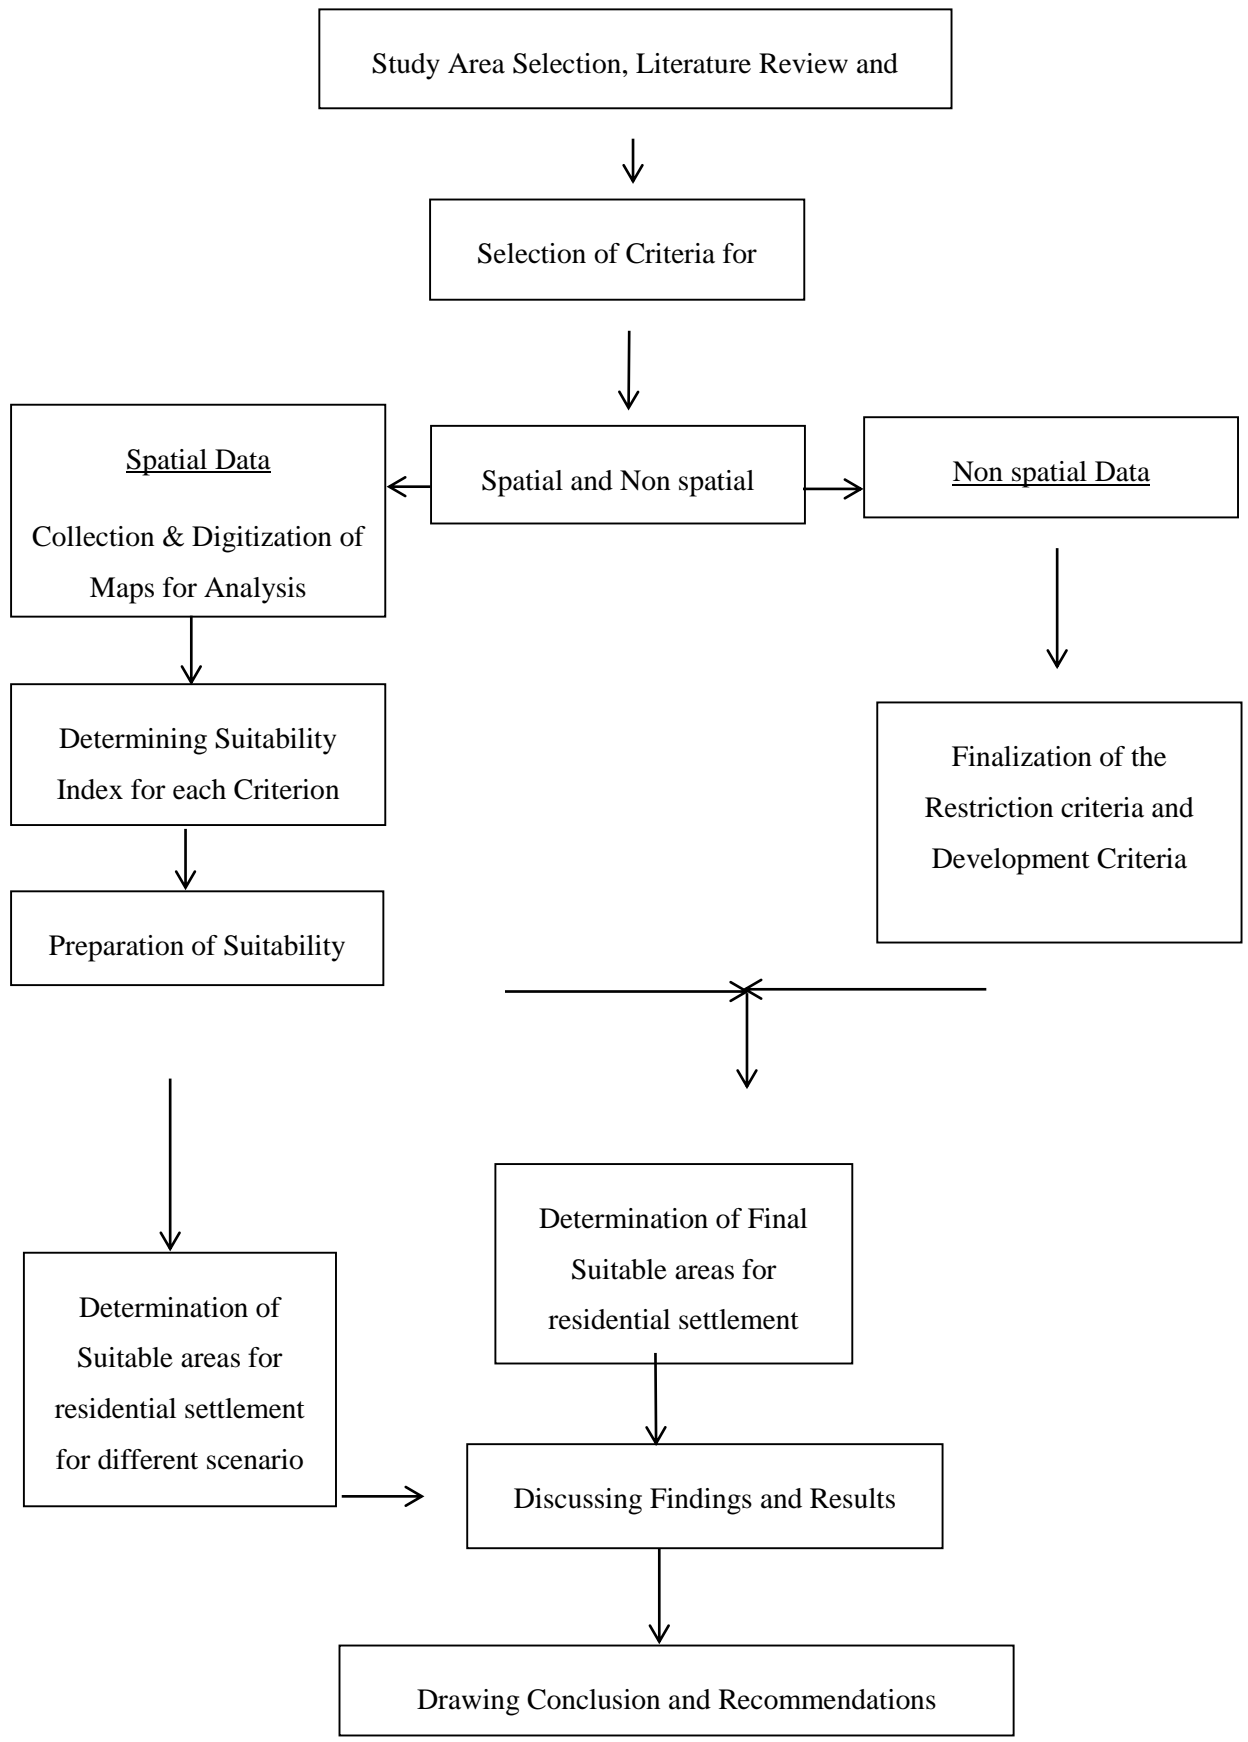 Study Area Selection, Literature Review and
Selection of Criteria for
Spatial Data
Collection & Digitization of
Maps for Analysis
Spatial and Non spatial
Non spatial Data
Determining Suitability
Index for each Criterion
Finalization of the
Restriction criteria and
Development Criteria
Preparation of Suitability
Determination of Final
Suitable areas for
residential settlement
Determination of
Suitable areas for
residential settlement
for different scenario
Discussing Findings and Results
Drawing Conclusion and Recommendations